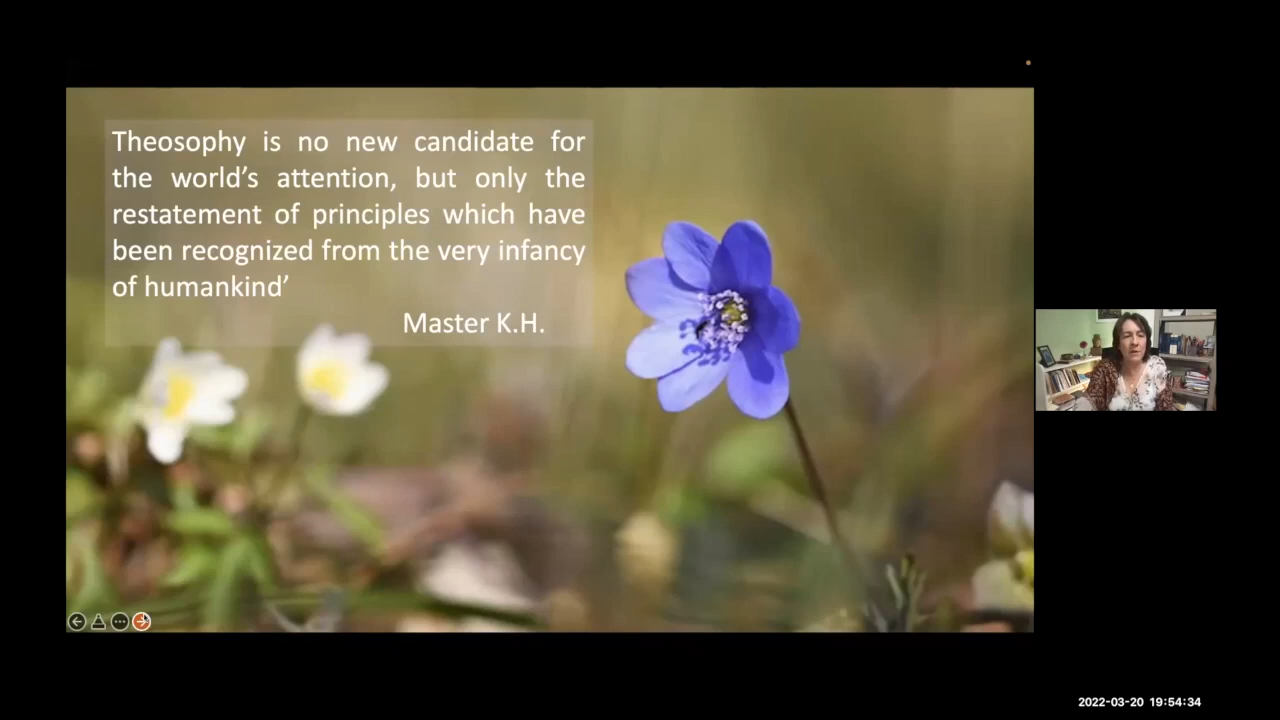 Theosophy is no new candidate for
the world’s attention, but only the
restatement of principles which have
been recognized from the very infancy
of humankind’
Master K.H.
2022-03-20 19:54:34